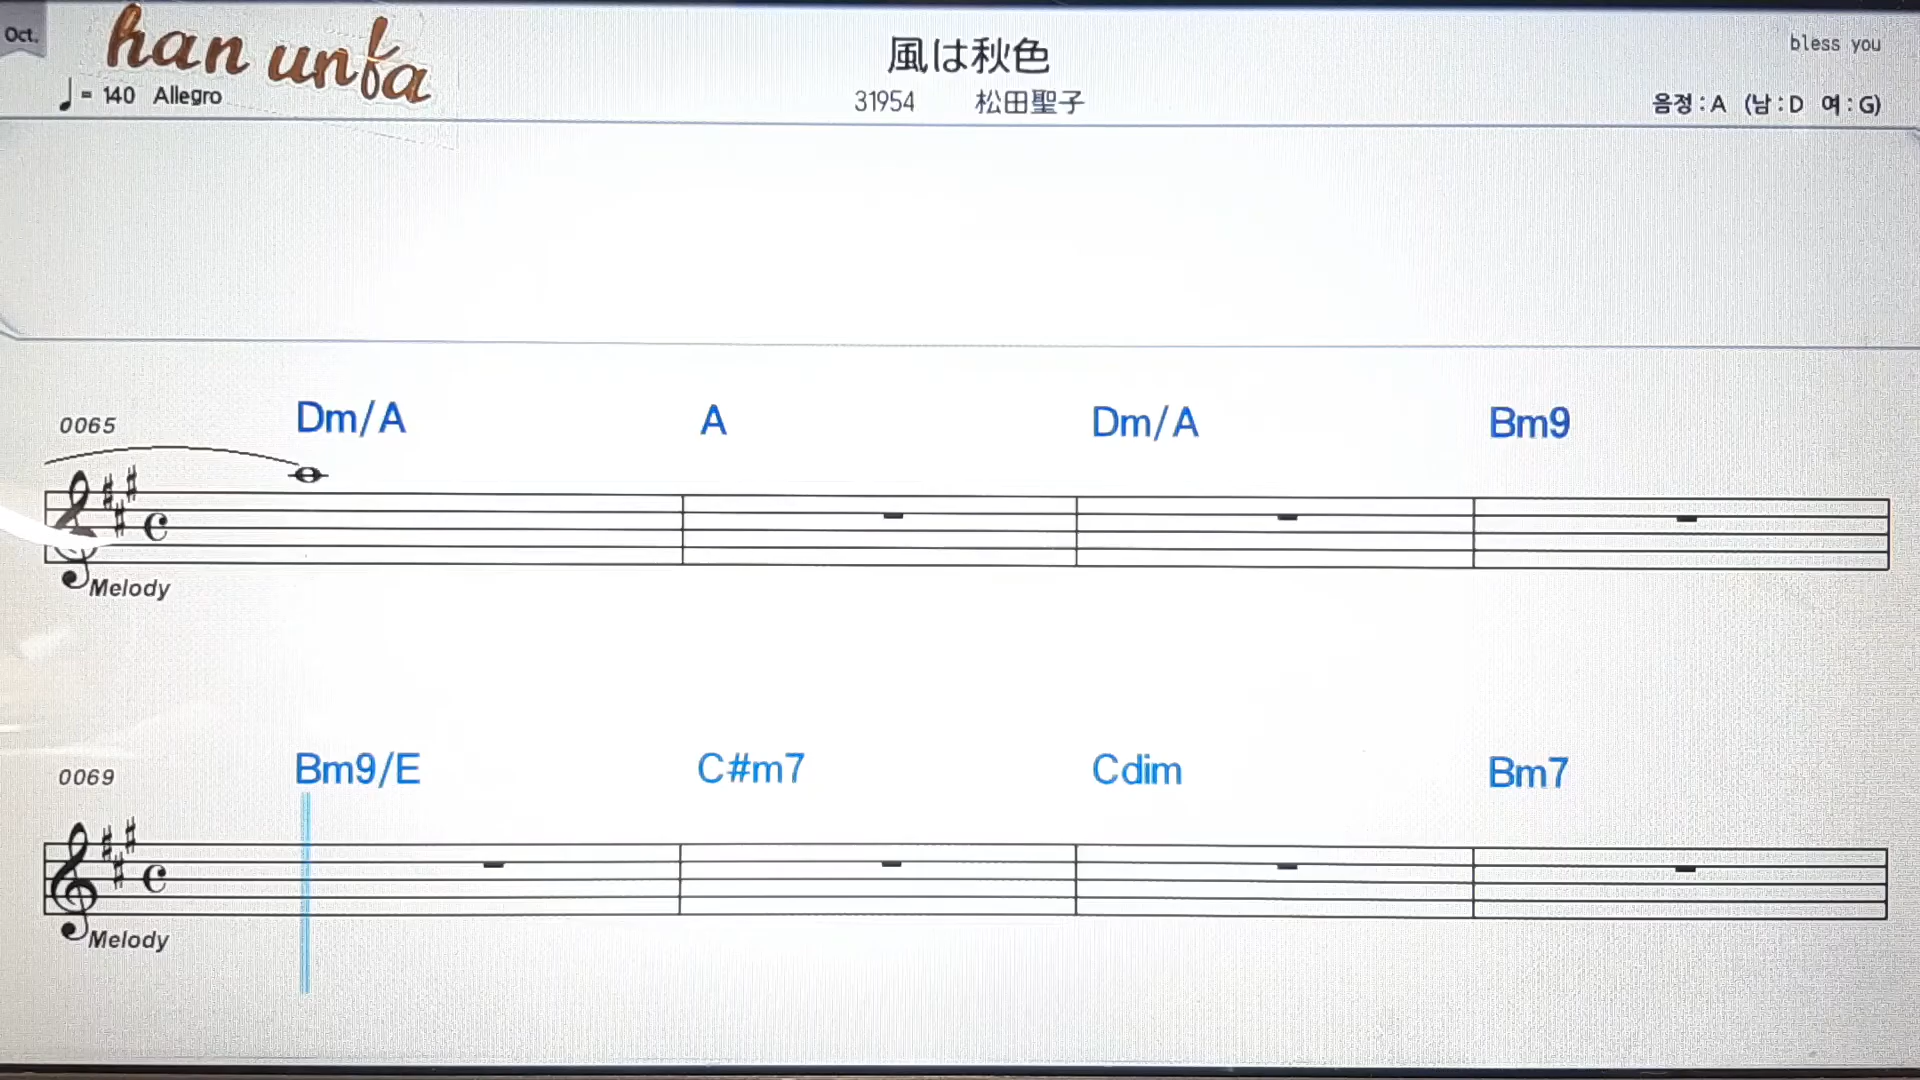 Oct.
han unfa
bless you
風は秋色
♩= 140 Allegro
31954 松田聖子
음정:A (남:D 여:G)
0065 Dm/A A Dm/A Bm9
Melody
0069 Bm9/E C#m7 Cdim Bm7
Melody